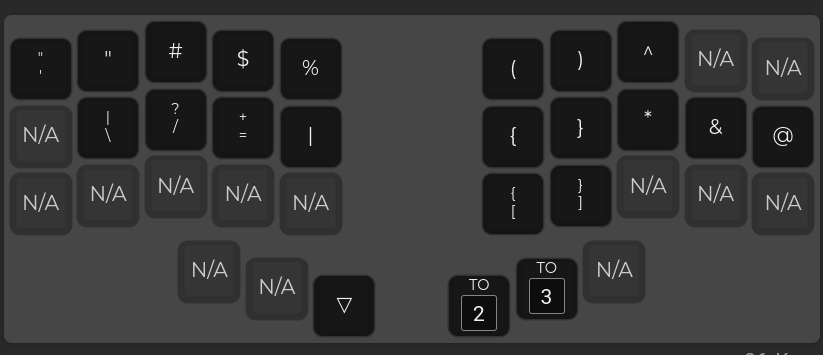 " " # $ % ( ) ^ N/A N/A
'
N/A | ? + | { } * & @
\ / =
N/A N/A N/A N/A N/A { } N/A N/A N/A
[ ]
N/A N/A ▽ TO TO N/A
2 3